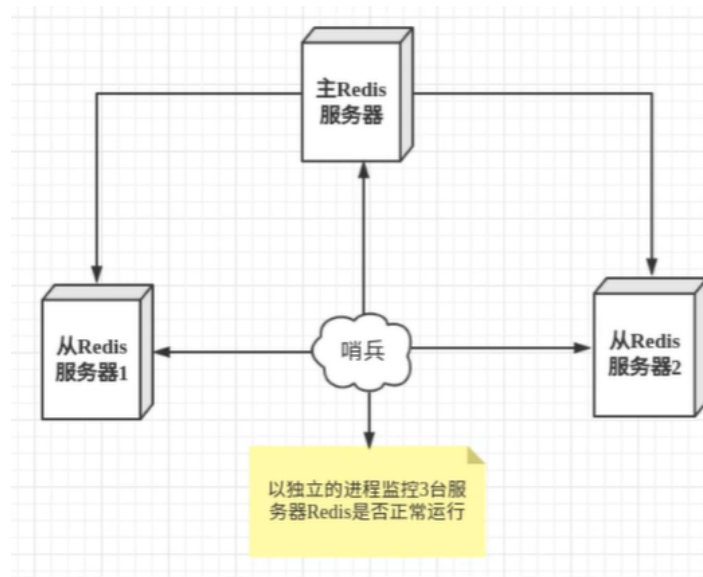 主Redis
服务器
从Redis
服务器1
哨兵
从Redis
服务器2
以独立的进程监控3台服
务器Redis是否正常运行